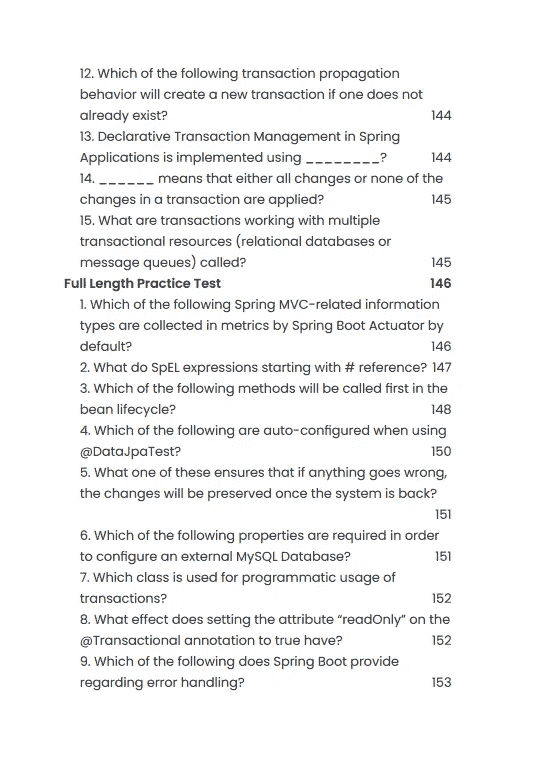 12. Which of the following transaction propagation
behavior will create a new transaction if one does not
already exist? 144
13. Declarative Transaction Management in Spring
Applications is implemented using ________? 144
14. ______ means that either all changes or none of the
changes in a transaction are applied? 145
15. What are transactions working with multiple
transactional resources (relational databases or
message queues) called? 145
Full Length Practice Test 146
1. Which of the following Spring MVC-related information
types are collected in metrics by Spring Boot Actuator by
default? 146
2. What do SpEL expressions starting with # reference? 147
3. Which of the following methods will be called first in the
bean lifecycle? 148
4. Which of the following are auto-configured when using
@DataJpaTest? 150
5. What one of these ensures that if anything goes wrong,
the changes will be preserved once the system is back?
151
6. Which of the following properties are required in order
to configure an external MySQL Database? 151
7. Which class is used for programmatic usage of
transactions? 152
8. What effect does setting the attribute “readOnly” on the
@Transactional annotation to true have? 152
9. Which of the following does Spring Boot provide
regarding error handling? 153